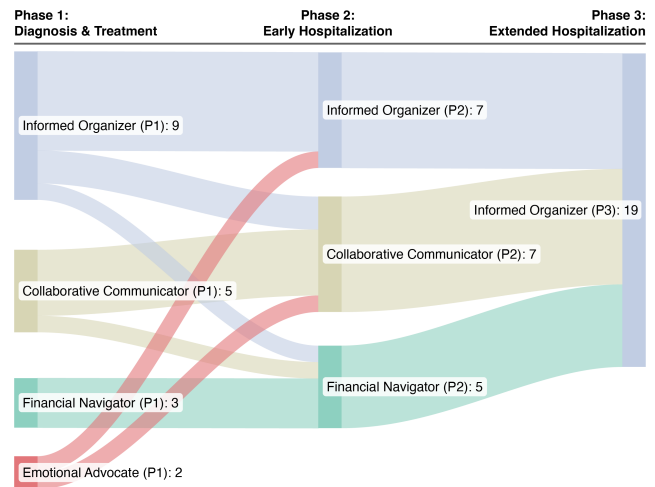 Phase 1:
Diagnosis & Treatment
Phase 2:
Early Hospitalization
Phase 3:
Extended Hospitalization
Informed Organizer (P1): 9
Informed Organizer (P2): 7
Informed Organizer (P3): 19
Collaborative Communicator (P2): 7
Collaborative Communicator (P1): 5
Financial Navigator (P2): 5
Financial Navigator (P1): 3
Emotional Advocate (P1): 2